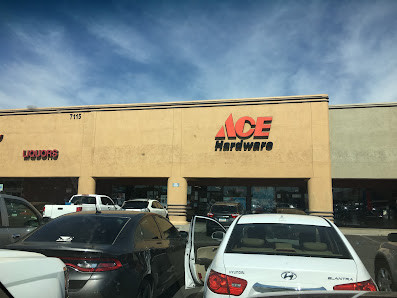 7115
ACE
Hardware
LIQUORS
HYUNDAI
ELANTRA